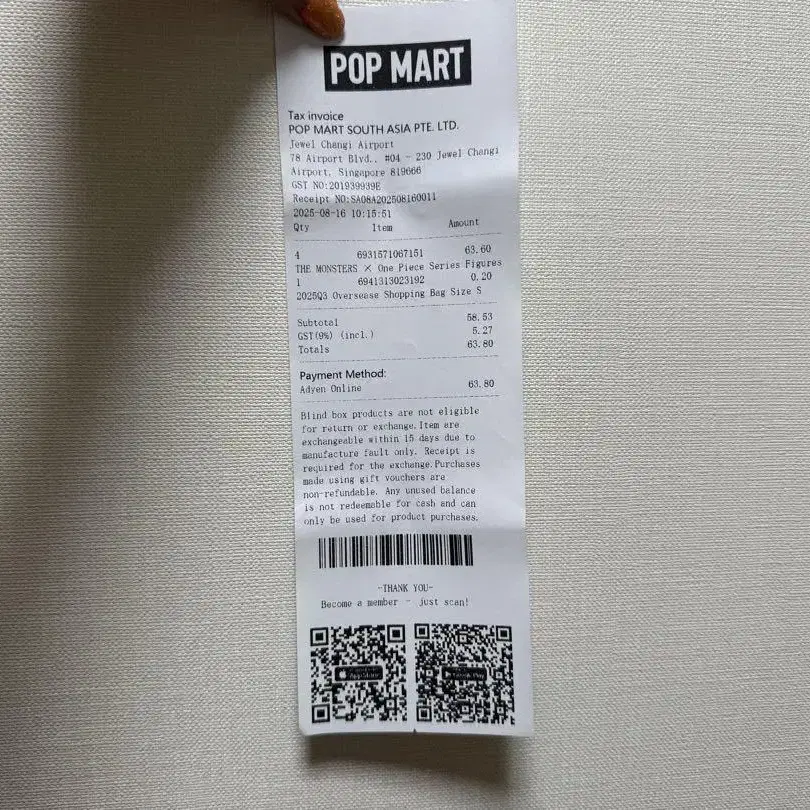 POP MART
Tax invoice
POP MART SOUTH ASIA PTE. LTD.
Jewel Changi Airport
78 Airport Blvd., #04 - 230 Jewel Changi
Airport, Singapore 819666
GST NO:201939939E
Receipt NO:SA08A202508160011
2025-08-16 10:15:51
Qty Item Amount
4 6931571067151 63.60
THE MONSTERS × One Piece Series Figures
1 6941313023192 0.20
2025Q3 Oversease Shopping Bag Size S
Subtotal 58.53
GST(9%) (incl.) 5.27
Totals 63.80
Payment Method:
Adyen Online 63.80
Blind box products are not eligible
for return or exchange.Item are
exchangeable within 15 days due to
manufacture fault only. Receipt is
required for the exchange.Purchases
made using gift vouchers are
non-refundable. Any unused balance
is not redeemable for cash and can
only be used for product purchases.
-THANK YOU-
Become a member - just scan!
App Store